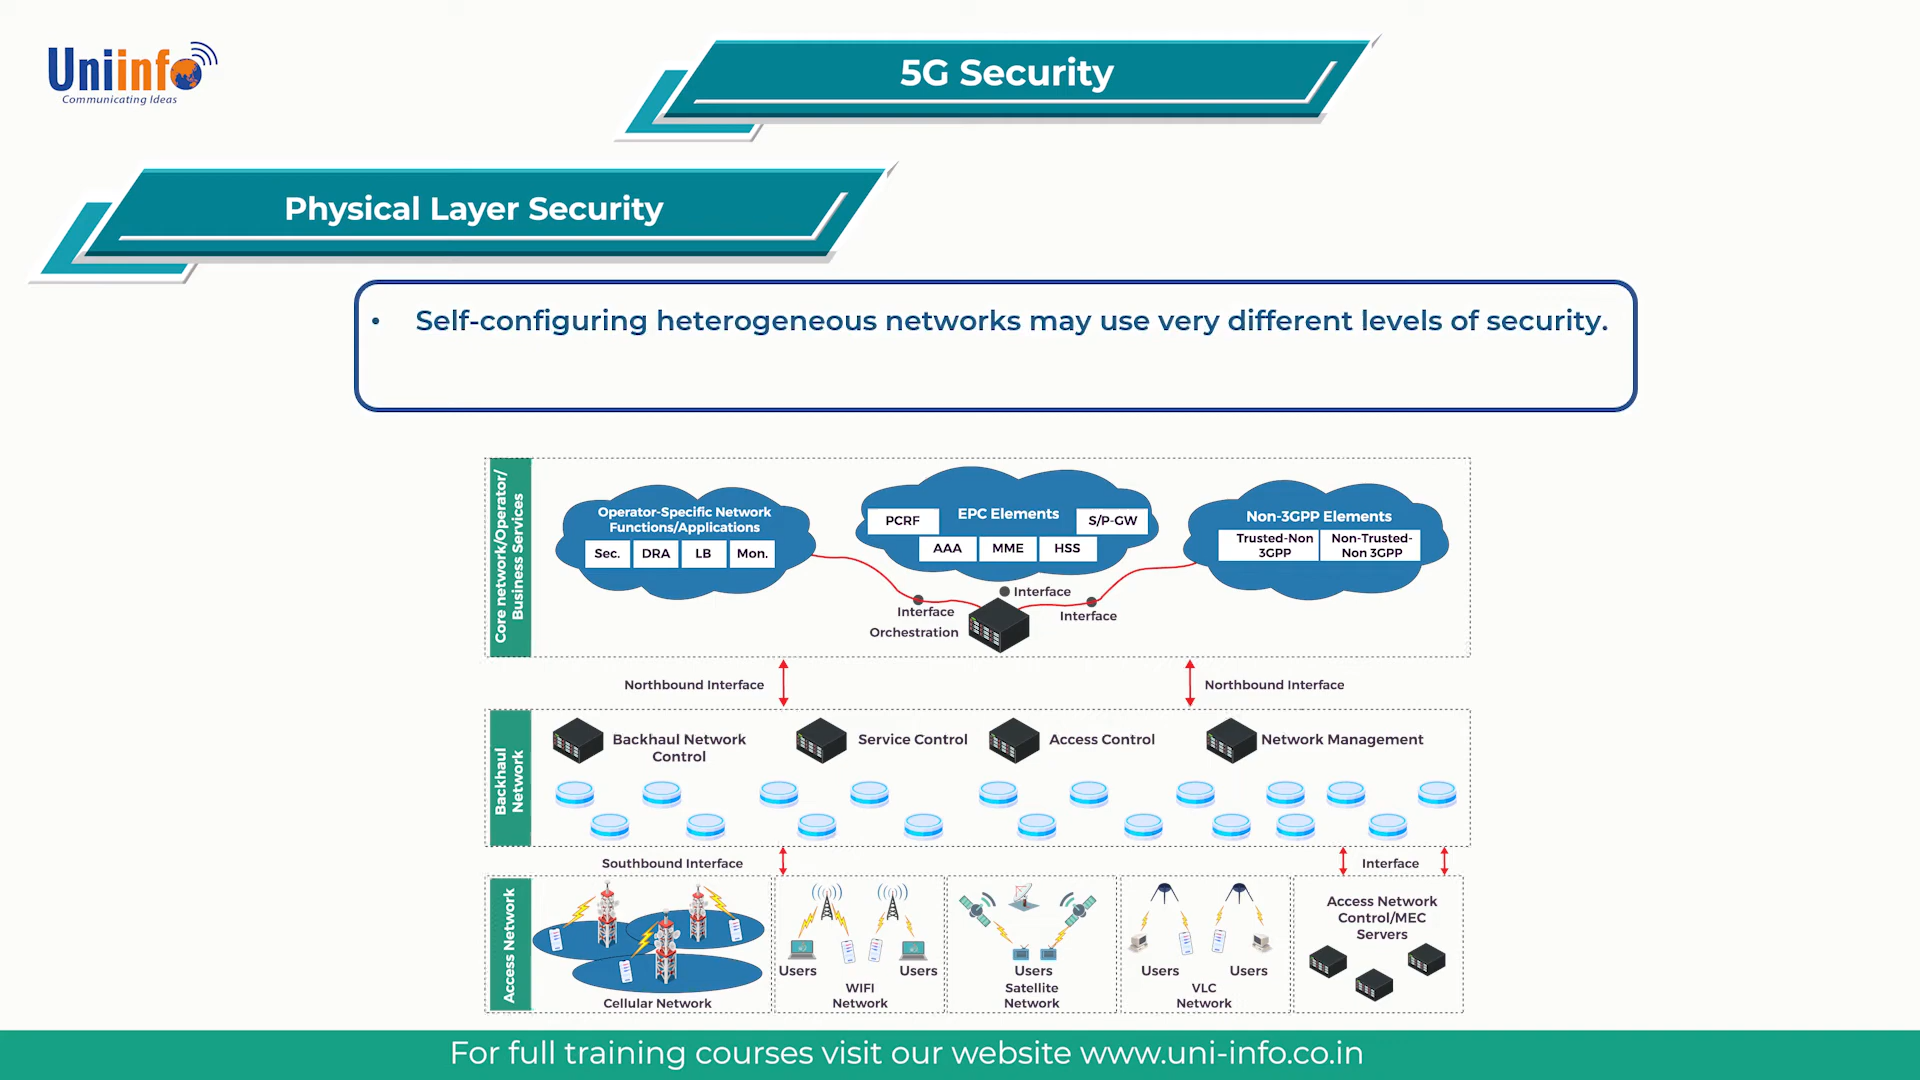 Uniinfo
Communicating Ideas
5G Security
Physical Layer Security
• Self-configuring heterogeneous networks may use very different levels of security.
Core network/Operator/
Business Services
Operator-Specific Network
Functions/Applications
Sec. DRA LB Mon.
EPC Elements
PCRF S/P-GW
AAA MME HSS
Non-3GPP Elements
Trusted-Non
3GPP
Non-Trusted-
Non 3GPP
Interface
Interface
Interface
Orchestration
Northbound Interface
Northbound Interface
Backhaul
Network
Backhaul Network
Control
Service Control
Access Control
Network Management
Southbound Interface
Interface
Access Network
Cellular Network
Users Users
WIFI
Network
Users
Satellite
Network
Users Users
VLC
Network
Access Network
Control/MEC
Servers
For full training courses visit our website www.uni-info.co.in